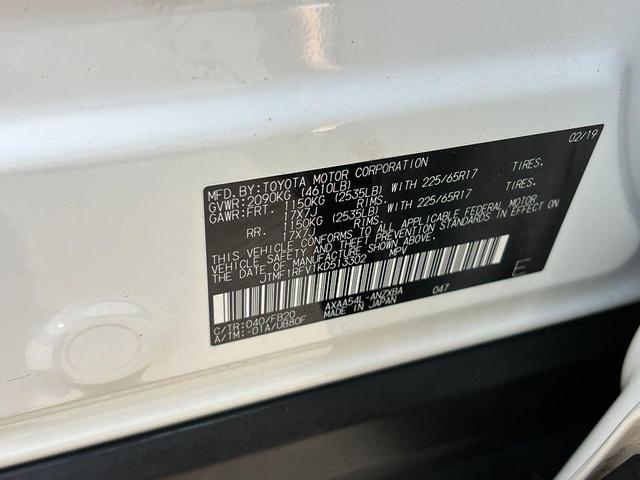 02/19
MFD. BY: TOYOTA MOTOR CORPORATION
GVWR: 2090KG (4610LB)
GAWR: FRT. 1150KG (2535LB) WITH 225/65R17 TIRES.
17X7J RIMS.
RR. 1150KG (2535LB) WITH 225/65R17 TIRES.
17X7J RIMS.
THIS VEHICLE CONFORMS TO ALL APPLICABLE FEDERAL MOTOR
VEHICLE SAFETY AND THEFT PREVENTION STANDARDS IN EFFECT ON
THE DATE OF MANUFACTURE SHOWN ABOVE.
JTMF1RFV1KD513302 MPV
E
C/TR: 040/FB20 AXAA54L-ANZXBA 047
A/TM: -01A/UB80F MADE IN JAPAN